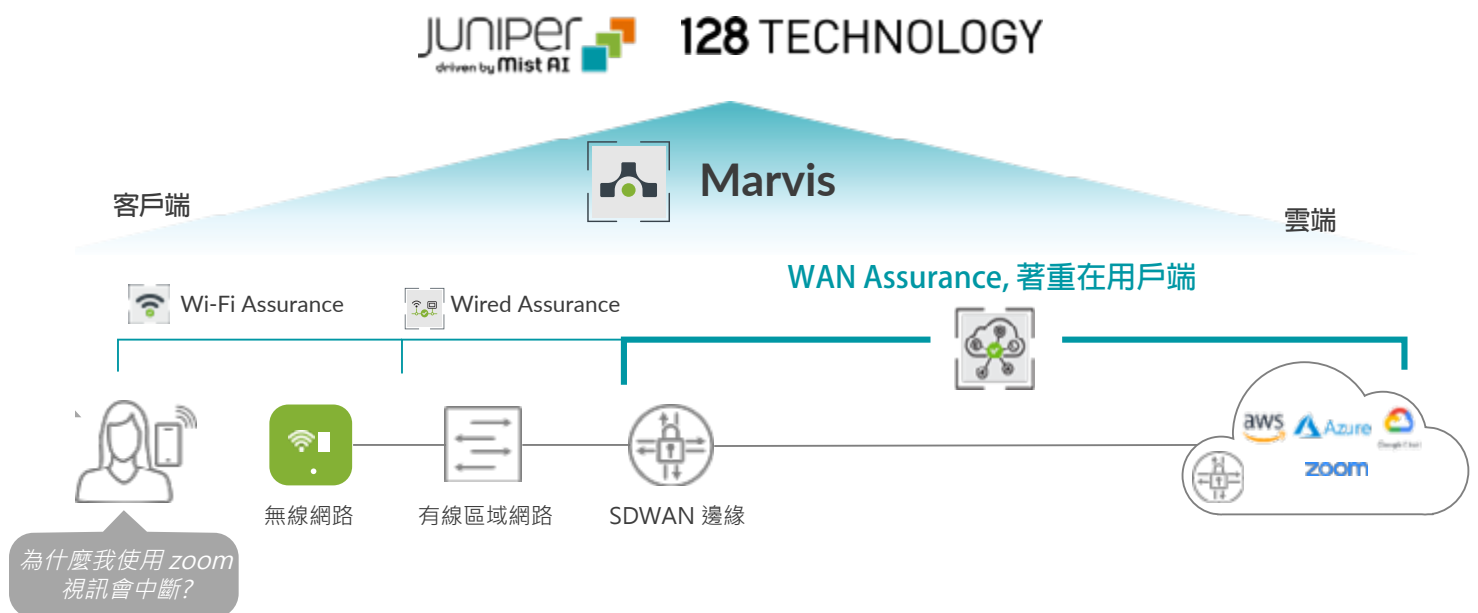 JUNIPER
driven by Mist AI
128 TECHNOLOGY
Marvis
客戶端
雲端
WAN Assurance, 著重在用戶端
Wi-Fi Assurance
Wired Assurance
aws
Azure
Google Cloud
zoom
無線網路
有線區域網路
SDWAN 邊緣
為什麼我使用 zoom
視訊會中斷?